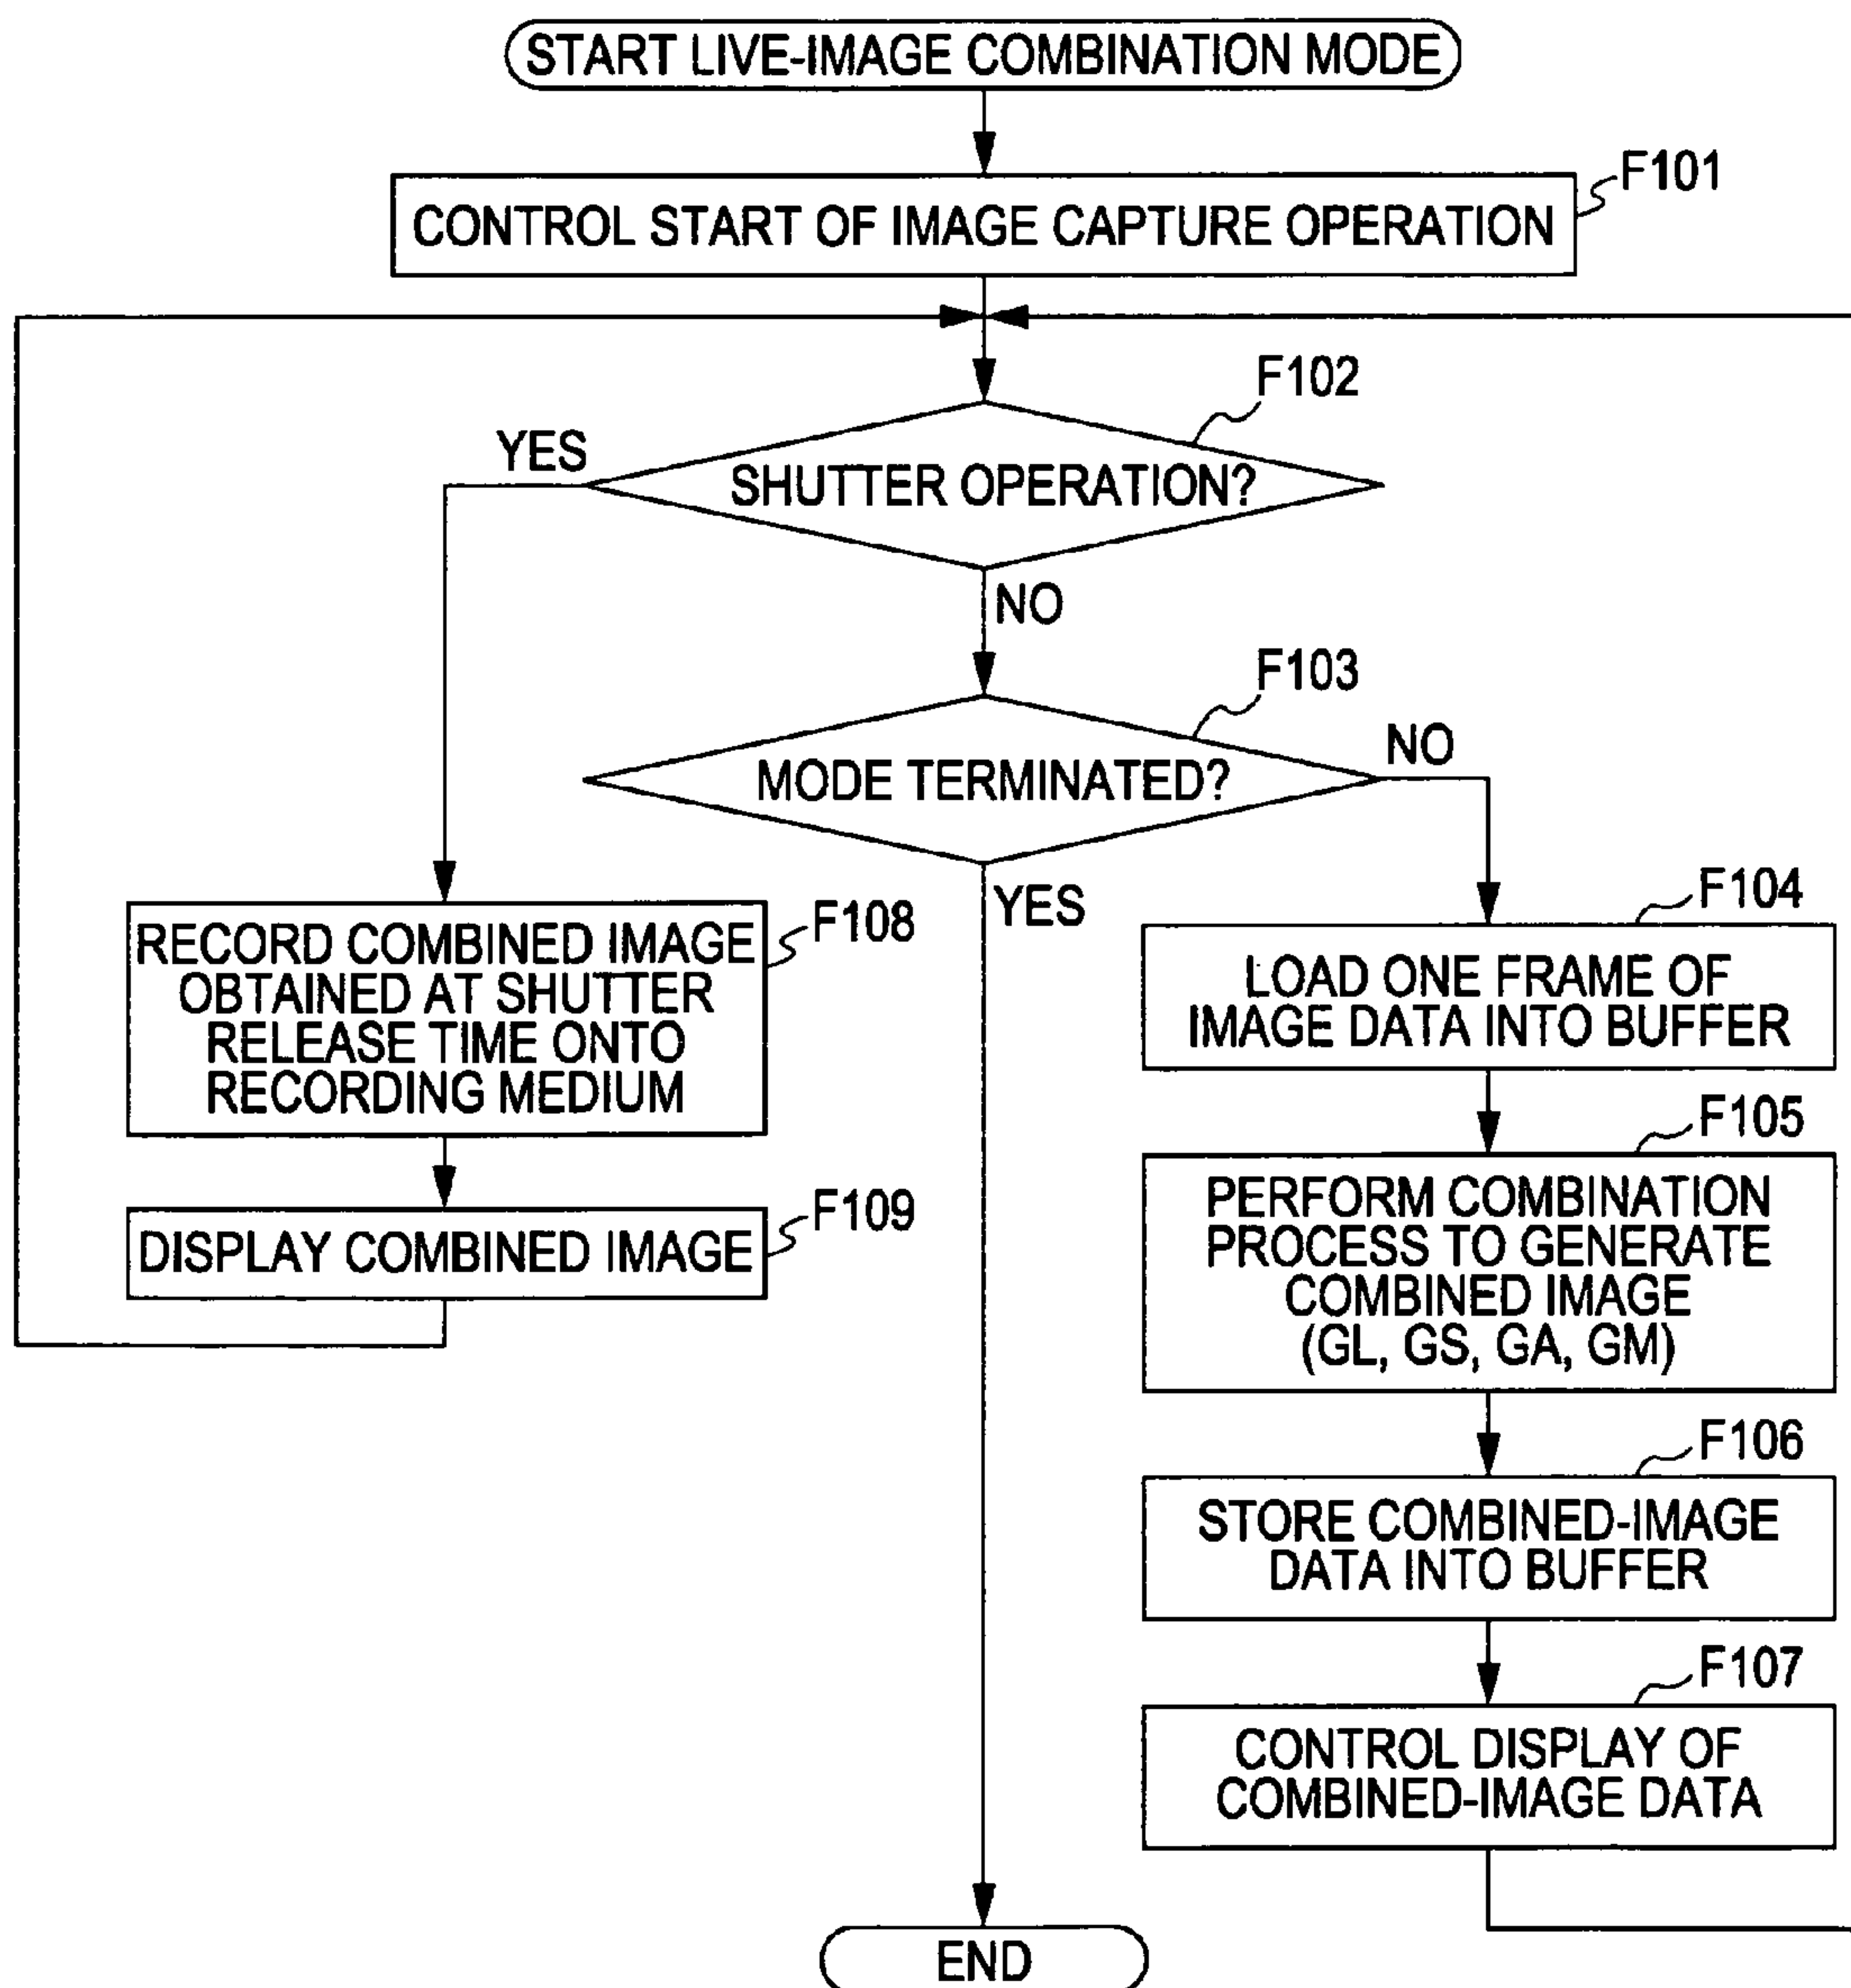 START LIVE-IMAGE COMBINATION MODE
F101
CONTROL START OF IMAGE CAPTURE OPERATION
F102
YES
SHUTTER OPERATION?
NO
F103
MODE TERMINATED?
NO
YES
F108
RECORD COMBINED IMAGE
OBTAINED AT SHUTTER
RELEASE TIME ONTO
RECORDING MEDIUM
F109
DISPLAY COMBINED IMAGE
F104
LOAD ONE FRAME OF
IMAGE DATA INTO BUFFER
F105
PERFORM COMBINATION
PROCESS TO GENERATE
COMBINED IMAGE
(GL, GS, GA, GM)
F106
STORE COMBINED-IMAGE
DATA INTO BUFFER
F107
CONTROL DISPLAY OF
COMBINED-IMAGE DATA
END